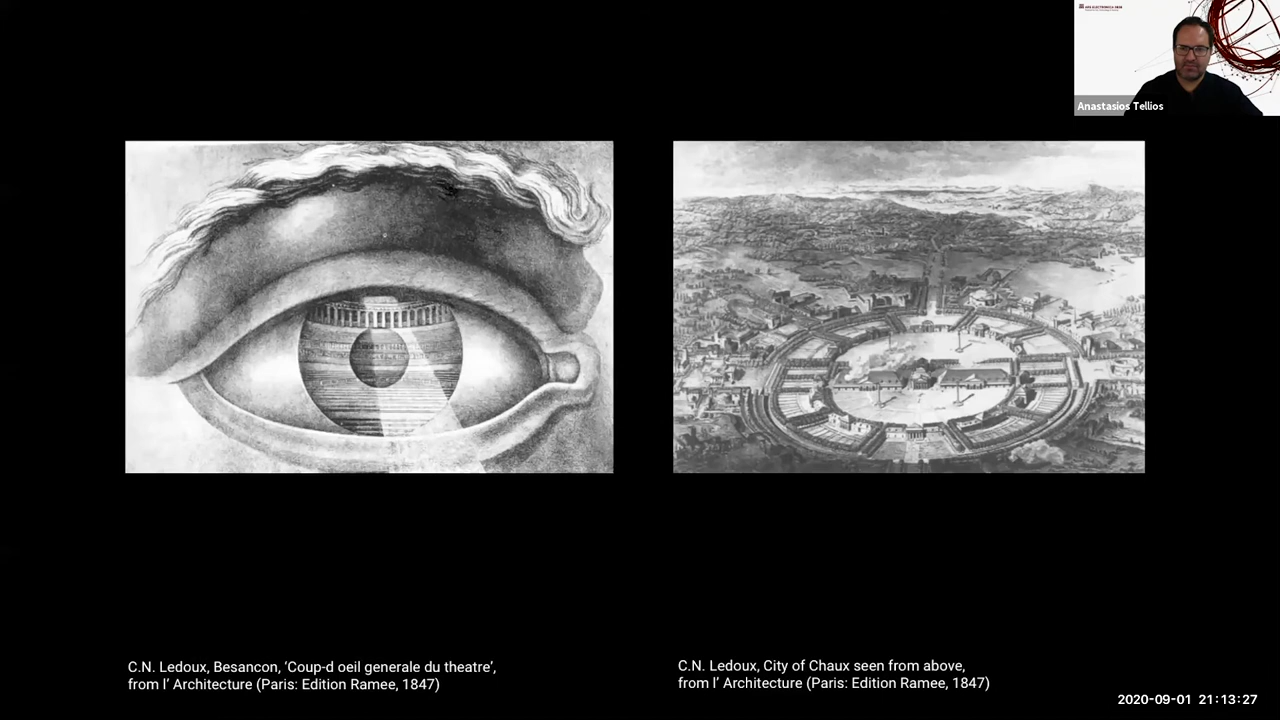 Anastasios Tellios
C.N. Ledoux, Besancon, ‘Coup-d oeil generale du theatre’,
from l’ Architecture (Paris: Edition Ramee, 1847)
C.N. Ledoux, City of Chaux seen from above,
from l’ Architecture (Paris: Edition Ramee, 1847)
2020-09-01 21:13:27